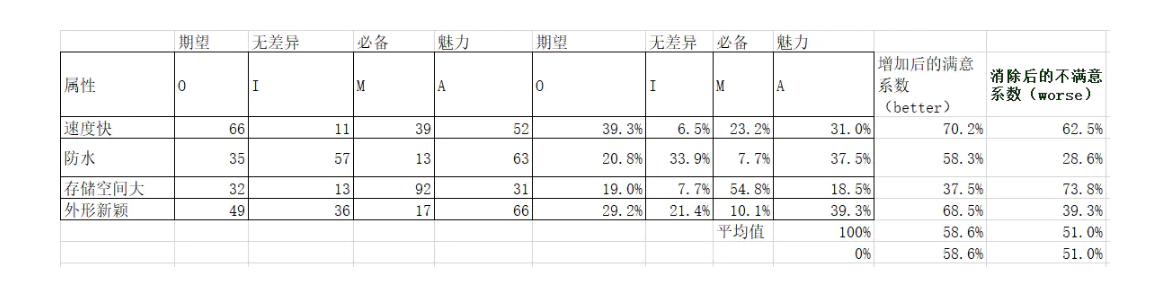 期望 无差异 必备 魅力 期望 无差异 必备 魅力
属性 O I M A O I M A 增加后的满意系数（better） 消除后的不满意系数（worse）
速度快 66 11 39 52 39.3% 6.5% 23.2% 31.0% 70.2% 62.5%
防水 35 57 13 63 20.8% 33.9% 7.7% 37.5% 58.3% 28.6%
存储空间大 32 13 92 31 19.0% 7.7% 54.8% 18.5% 37.5% 73.8%
外形新颖 49 36 17 66 29.2% 21.4% 10.1% 39.3% 68.5% 39.3%
平均值 100% 58.6% 51.0%
0% 58.6% 51.0%